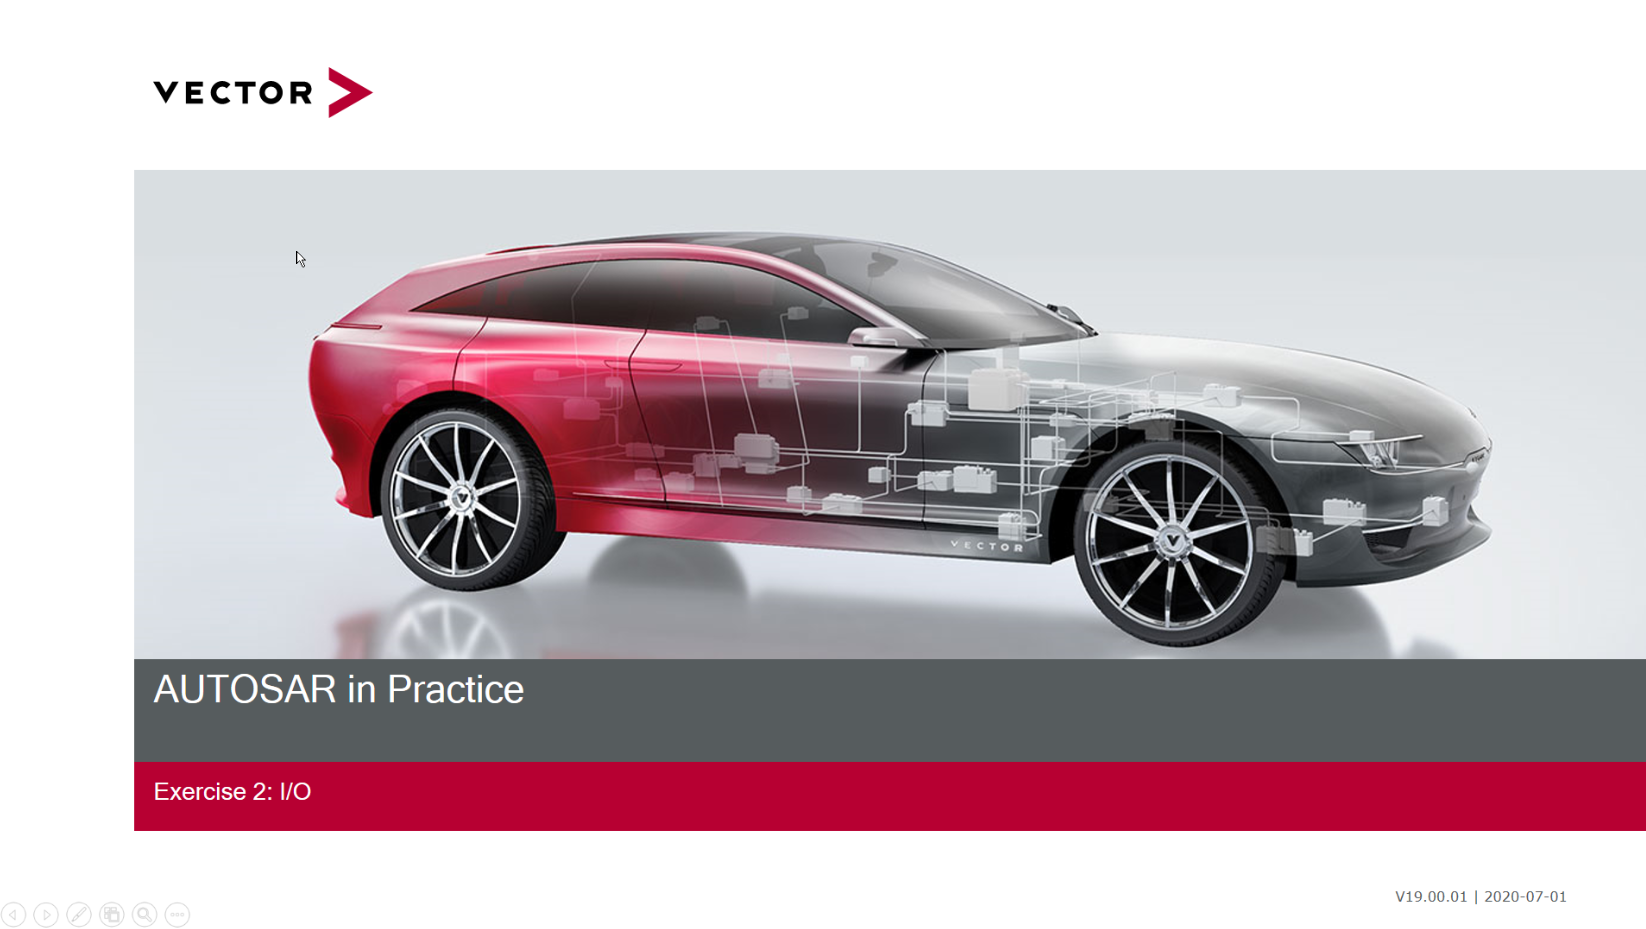 VECTOR
VECTOR
AUTOSAR in Practice
Exercise 2: I/O
V19.00.01 | 2020-07-01